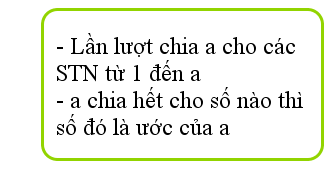 - Lần lượt chia a cho các
STN từ 1 đến a
- a chia hết cho số nào thì
số đó là ước của a